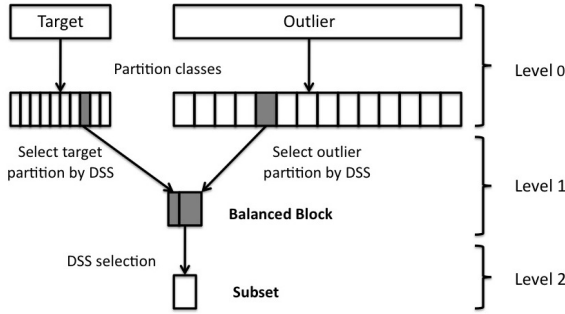 Target
Outlier
Partition classes
Level 0
Select target
partition by DSS
Select outlier
partition by DSS
Level 1
Balanced Block
DSS selection
Subset
Level 2